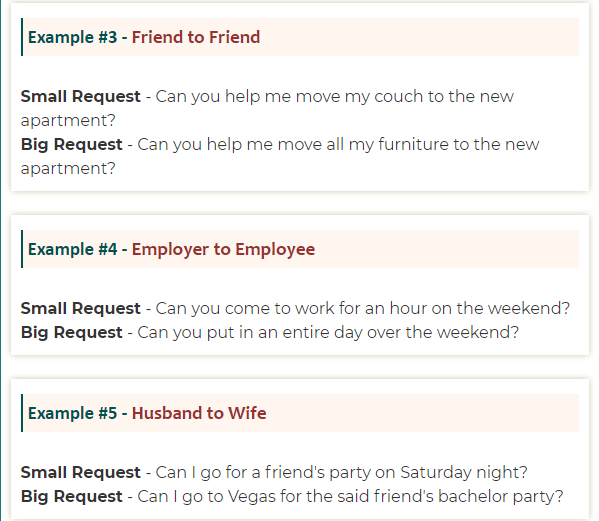 Example #3 - Friend to Friend
Small Request - Can you help me move my couch to the new
apartment?
Big Request - Can you help me move all my furniture to the new
apartment?
Example #4 - Employer to Employee
Small Request - Can you come to work for an hour on the weekend?
Big Request - Can you put in an entire day over the weekend?
Example #5 - Husband to Wife
Small Request - Can I go for a friend's party on Saturday night?
Big Request - Can I go to Vegas for the said friend's bachelor party?